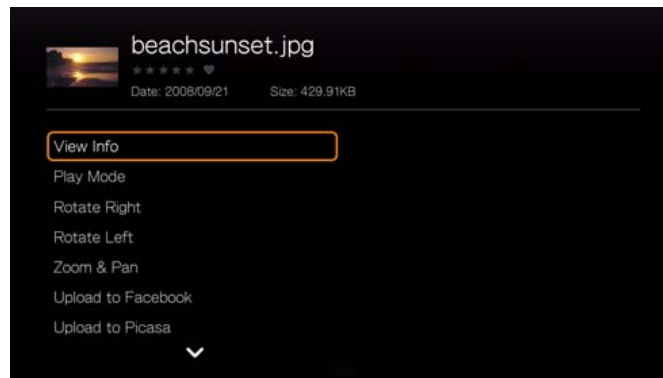 beachsunset.jpg
Date: 2008/09/21 Size: 429.91KB
View Info
Play Mode
Rotate Right
Rotate Left
Zoom & Pan
Upload to Facebook
Upload to Picasa